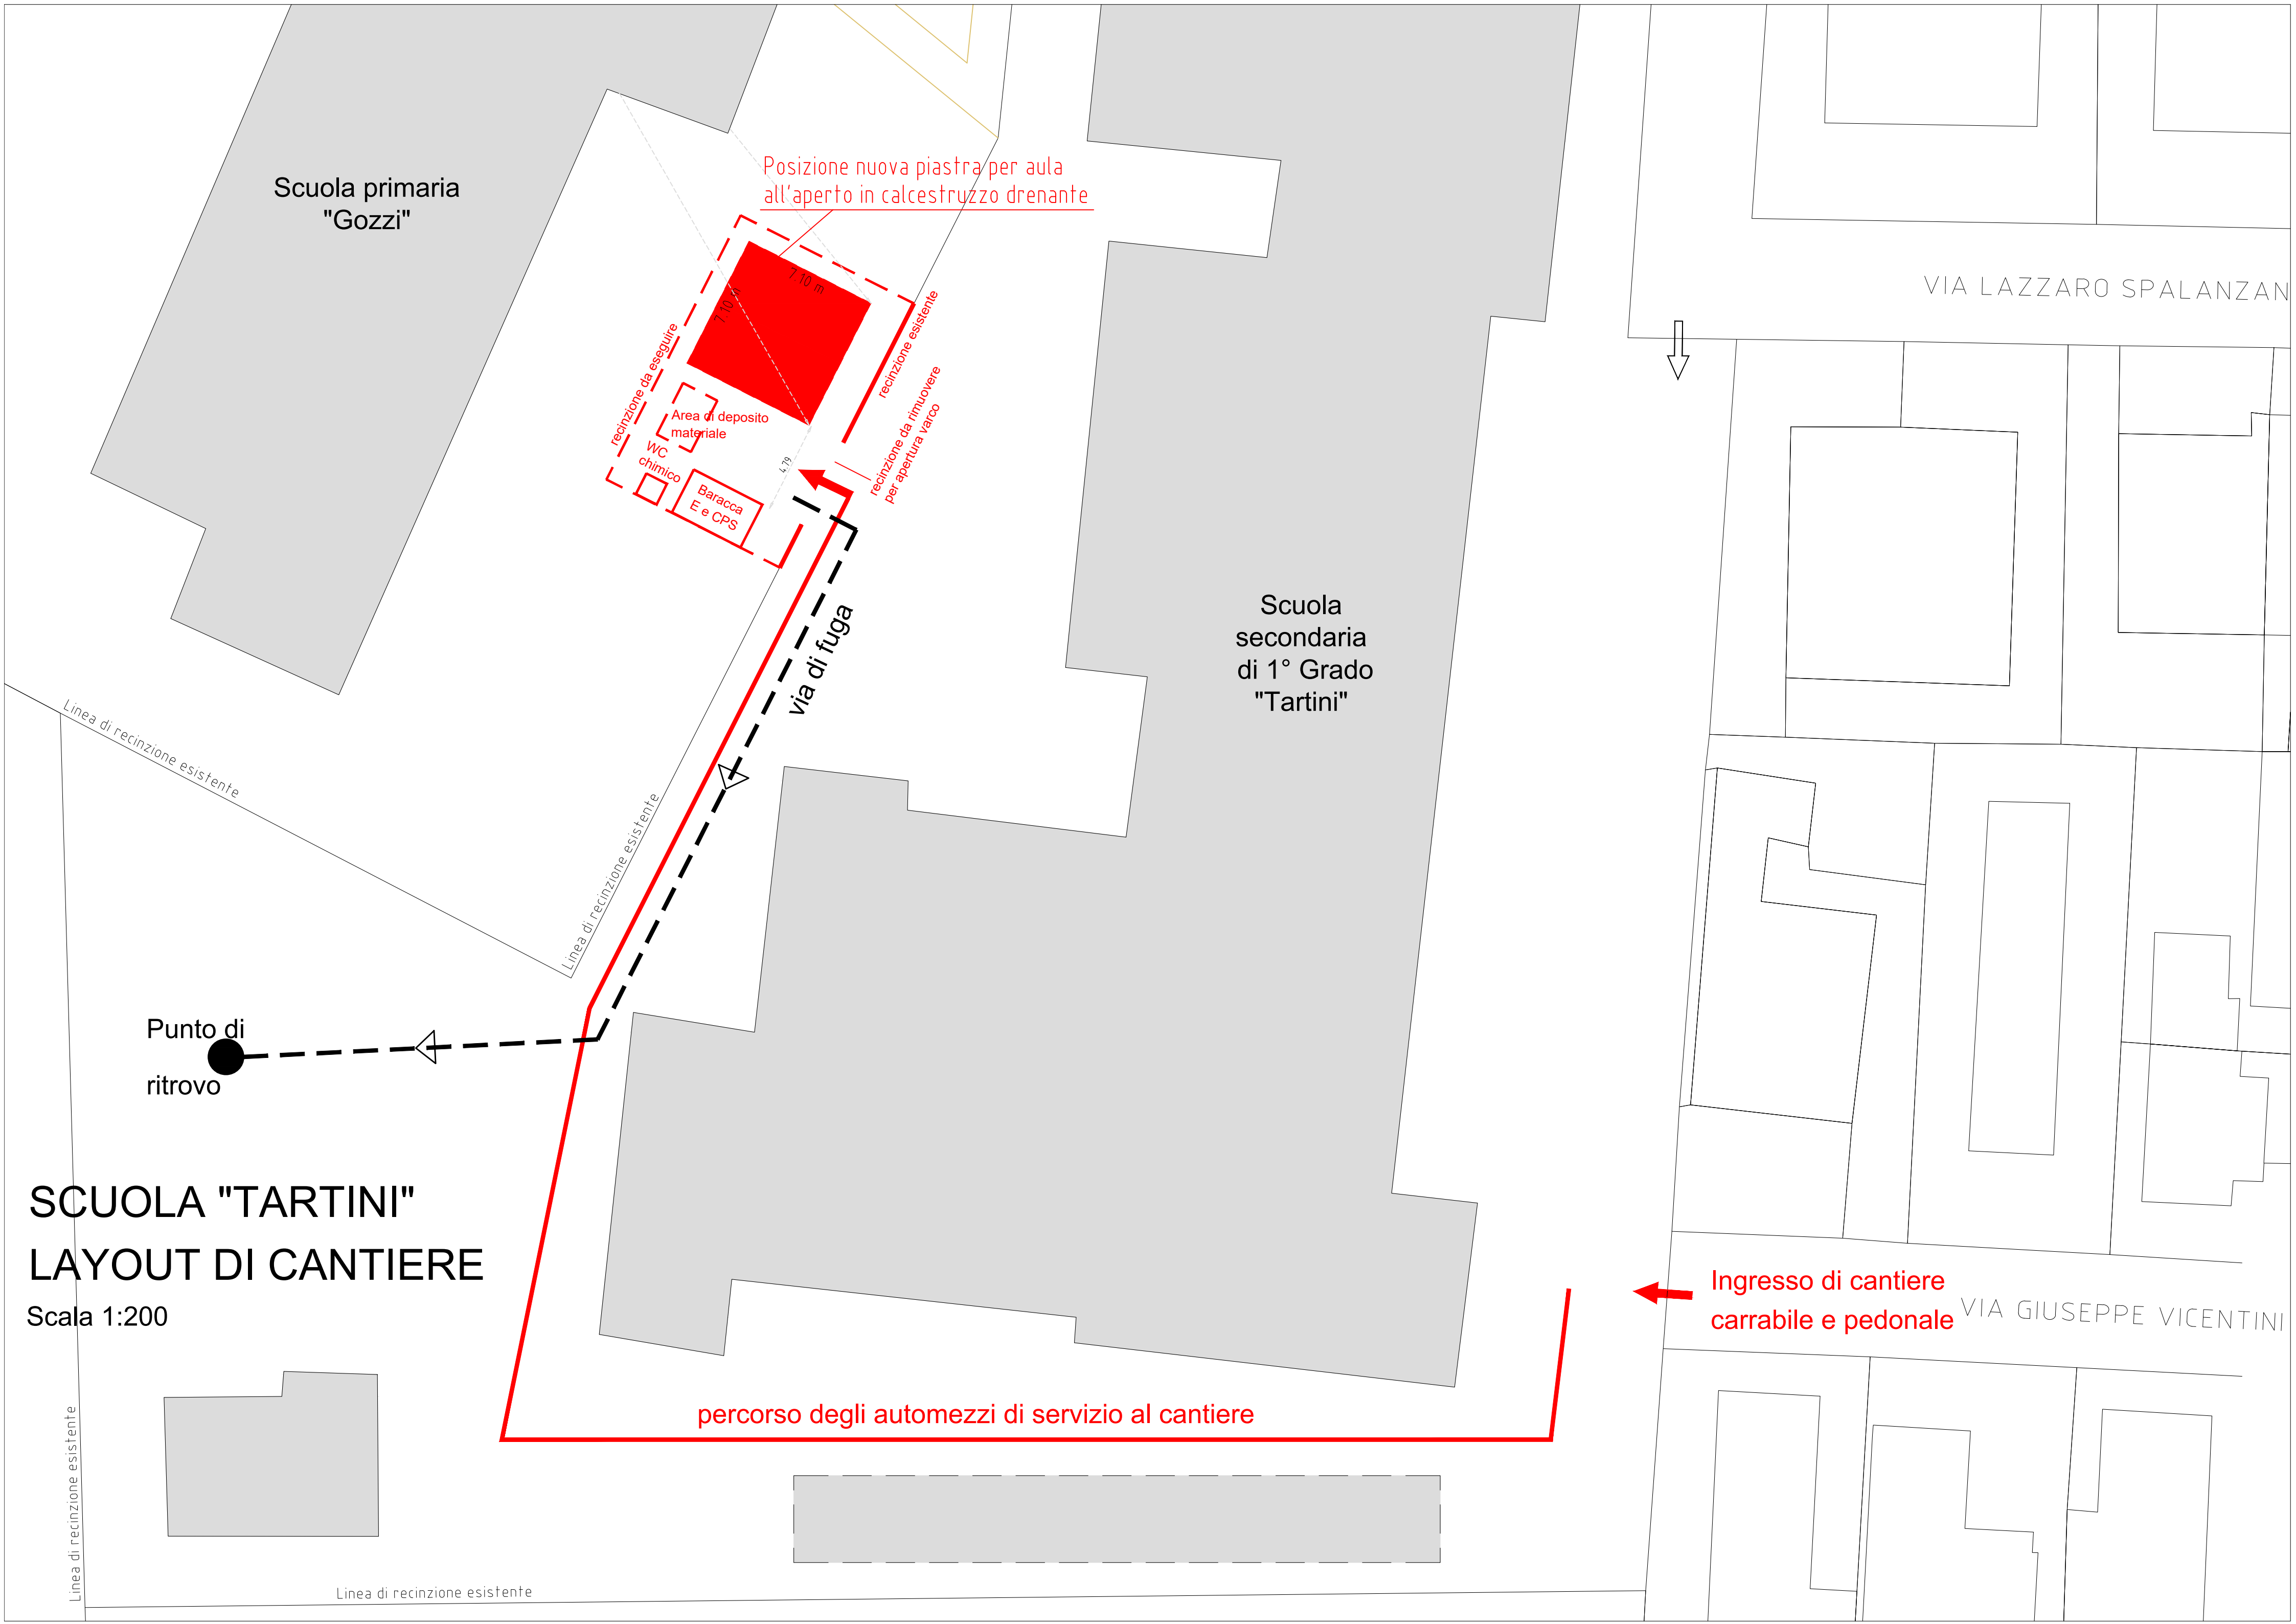 Posizione nuova piastra per aula
all'aperto in calcestruzzo drenante
Scuola primaria
"Gozzi"
7.10 m
7.10 m
recinzione esistente
recinzione da eseguire
recinzione da rimuovere
per apertura varco
Area di deposito
materiale
WC
chimico
4.79
Baracca
E e CPS
VIA LAZZARO SPALANZAN
Scuola
secondaria
di 1° Grado
"Tartini"
via di fuga
Linea di recinzione esistente
Linea di recinzione esistente
Punto di
ritrovo
SCUOLA "TARTINI"
LAYOUT DI CANTIERE
Scala 1:200
Ingresso di cantiere
carrabile e pedonale
VIA GIUSEPPE VICENTINI
percorso degli automezzi di servizio al cantiere
Linea di recinzione esistente
Linea di recinzione esistente